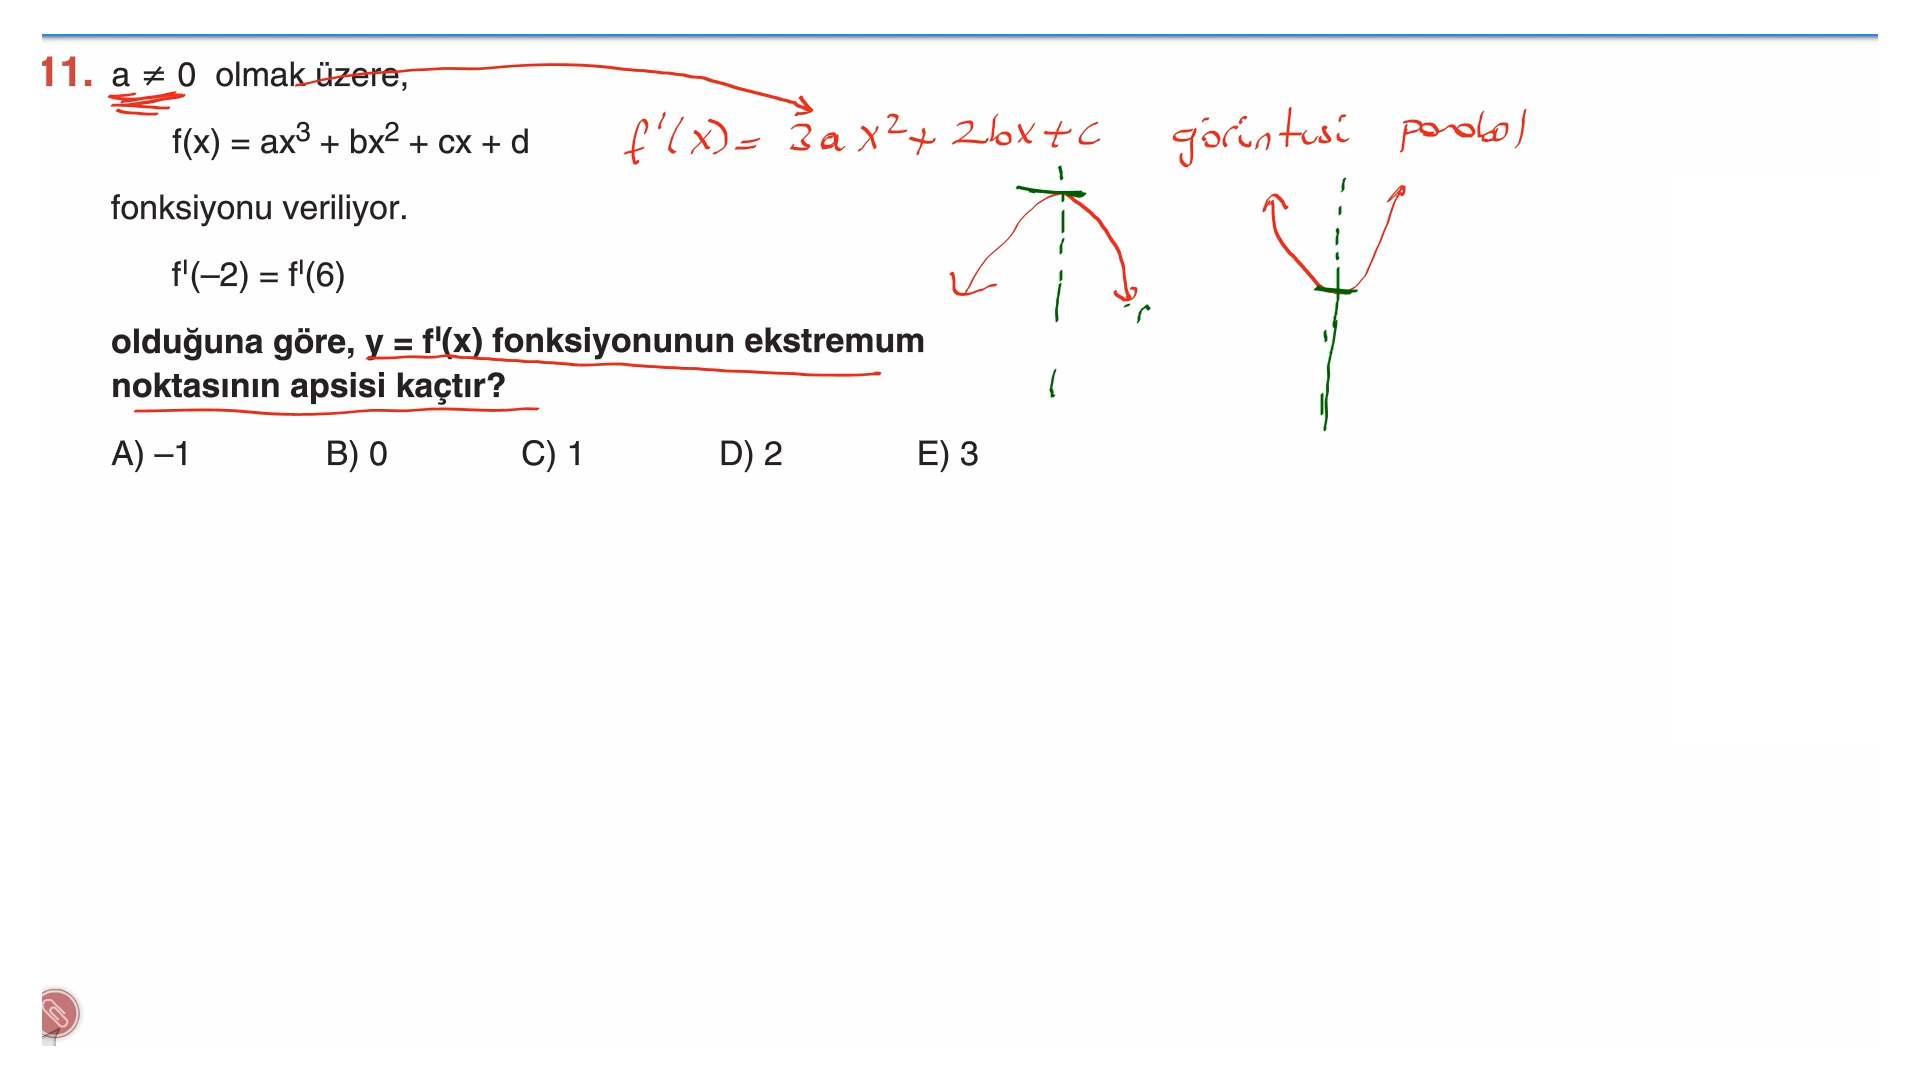 11. a ≠ 0 olmak üzere,
f(x) = ax³ + bx² + cx + d
f'(x) = 3ax² + 2bx + c görüntüsü parabol
fonksiyonu veriliyor.
f'(–2) = f'(6)
olduğuna göre, y = f'(x) fonksiyonunun ekstremum
noktasının apsisi kaçtır?
A) –1 B) 0 C) 1 D) 2 E) 3